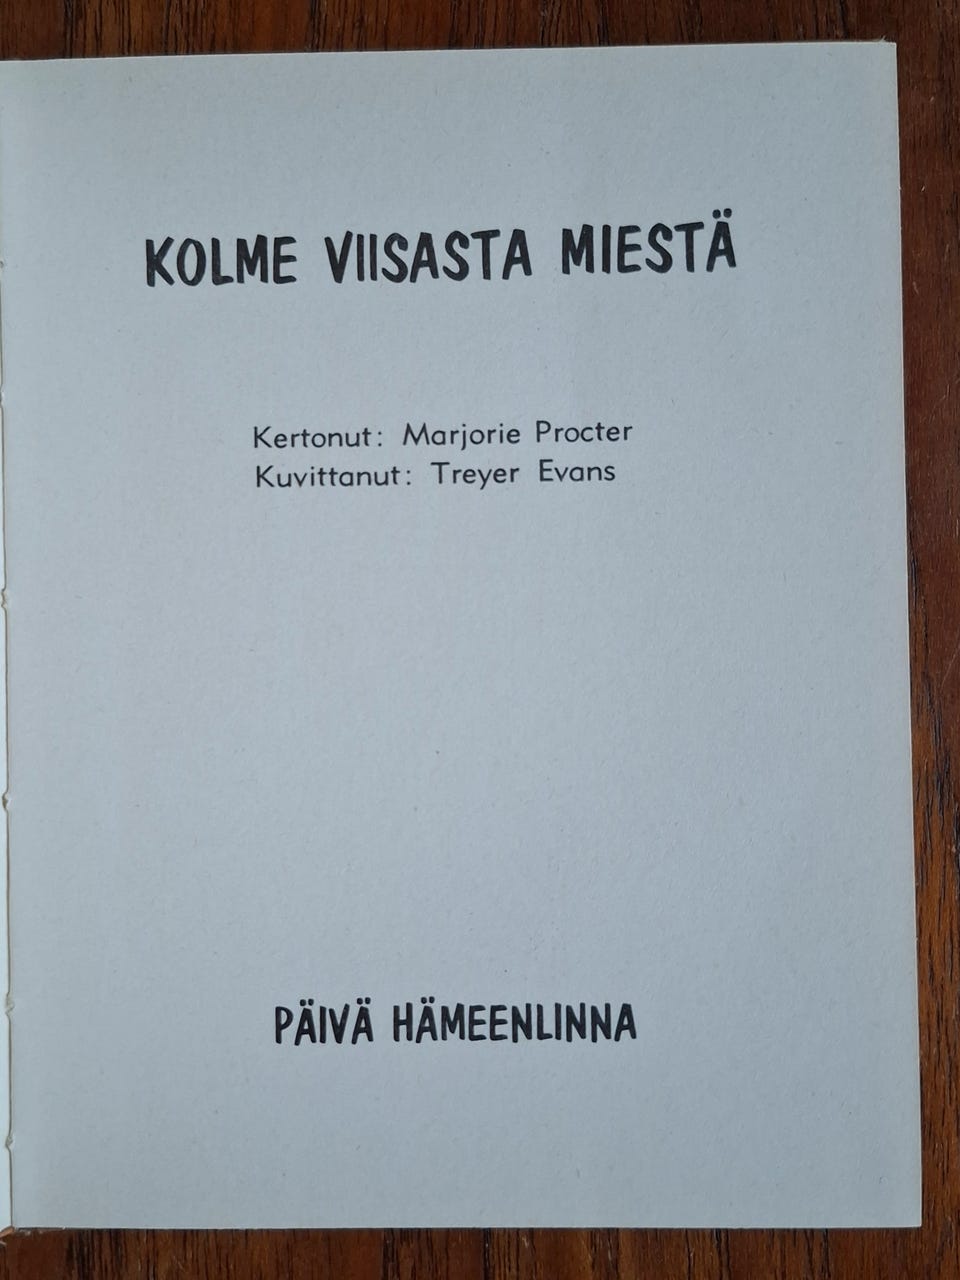 KOLME VIISASTA MIESTÄ
Kertonut: Marjorie Procter
Kuvittanut: Treyer Evans
PÄIVÄ HÄMEENLINNA